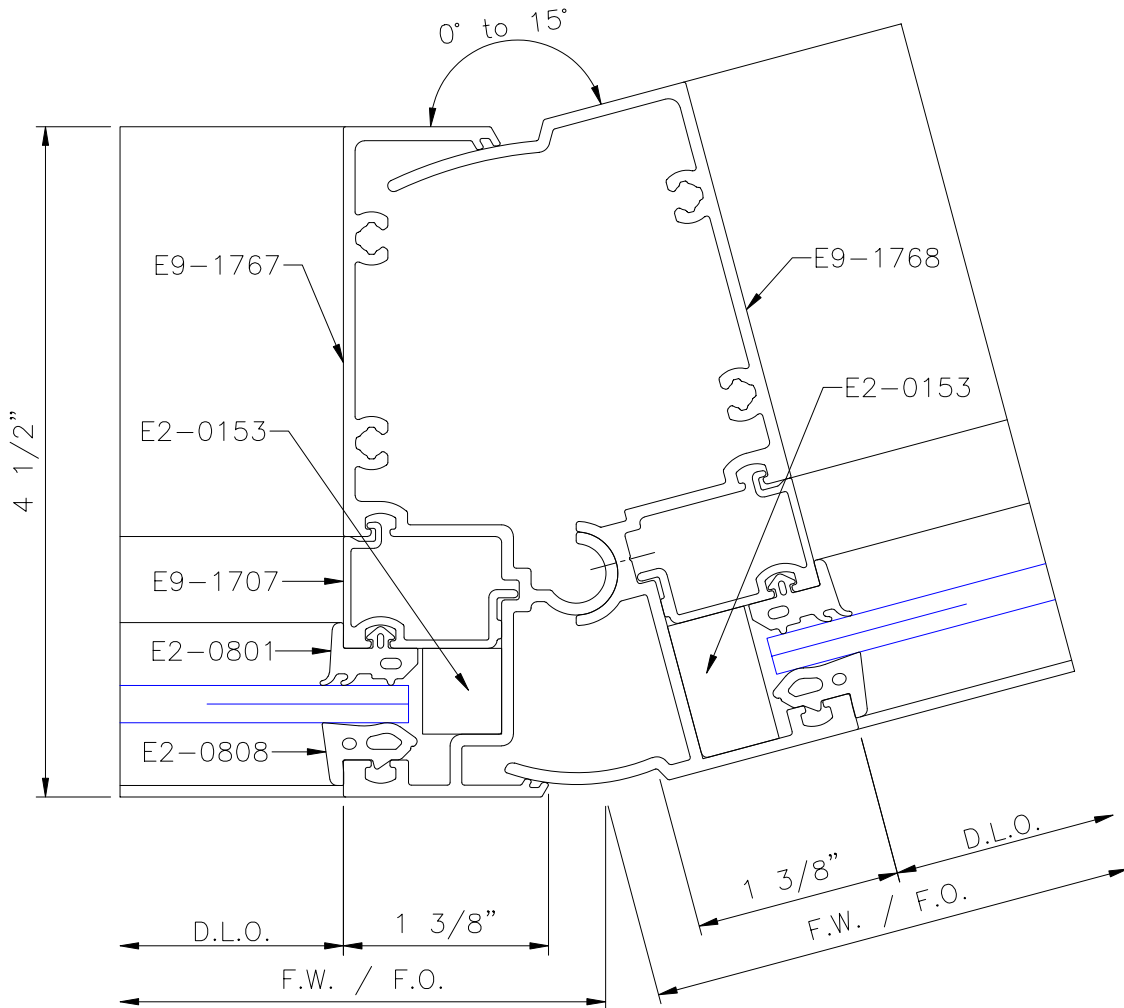 0° to 15°
E9-1767
E9-1768
E2-0153
E2-0153
4 1/2”
E9-1707
E2-0801
E2-0808
D.L.O.
1 3/8”
F.W. / F.O.
1 3/8”
D.L.O.
F.W. / F.O.